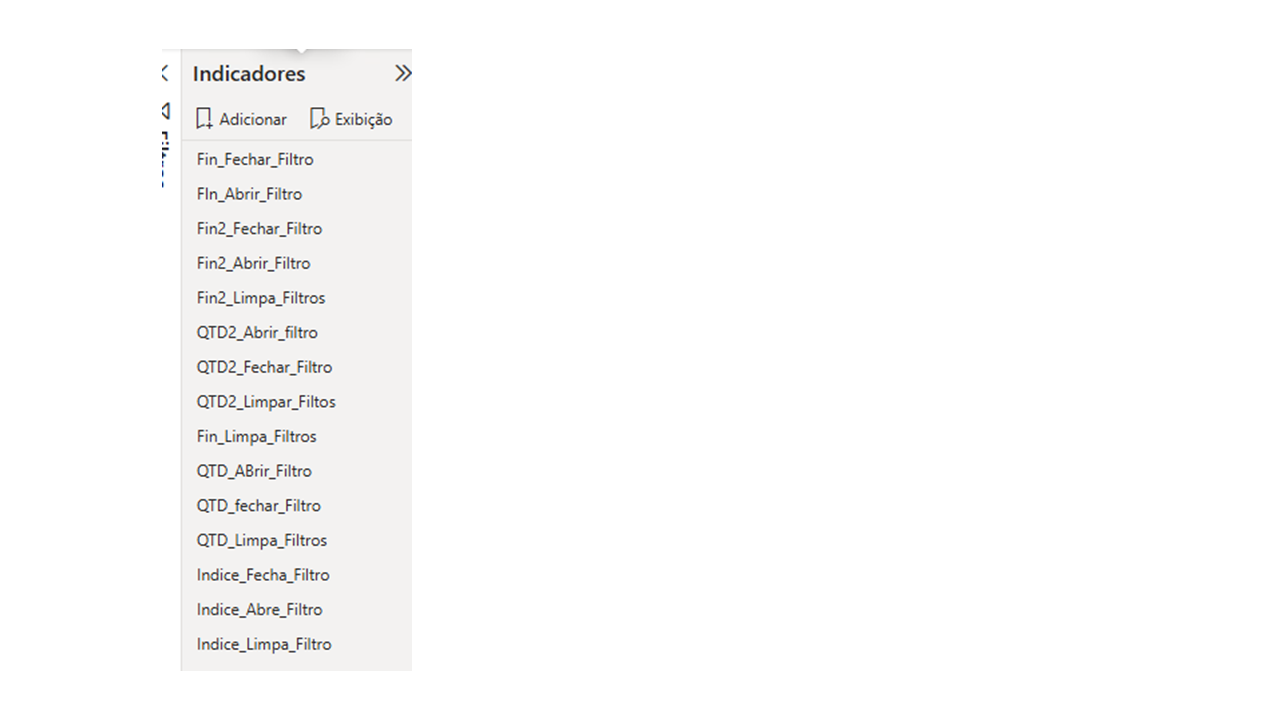 Indicadores
Adicionar Exibição
Fin_Fechar_Filtro
FIn_Abrir_Filtro
Fin2_Fechar_Filtro
Fin2_Abrir_Filtro
Fin2_Limpa_Filtros
QTD2_Abrir_filtro
QTD2_Fechar_Filtro
QTD2_Limpar_Filtos
Fin_Limpa_Filtros
QTD_ABrir_Filtro
QTD_fechar_Filtro
QTD_Limpa_Filtros
Indice_Fecha_Filtro
Indice_Abre_Filtro
Indice_Limpa_Filtro